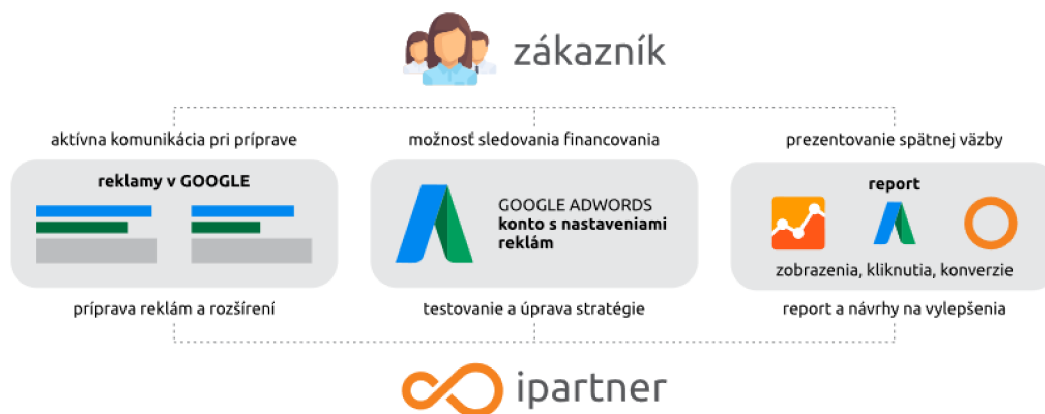 zákazník
aktívna komunikácia pri príprave
možnosť sledovania financovania
prezentovanie spätnej väzby
reklamy v GOOGLE
GOOGLE ADWORDS
konto s nastaveniami
reklám
report
zobrazenia, kliknutia, konverzie
príprava reklám a rozšírení
testovanie a úprava stratégie
report a návrhy na vylepšenia
ipartner